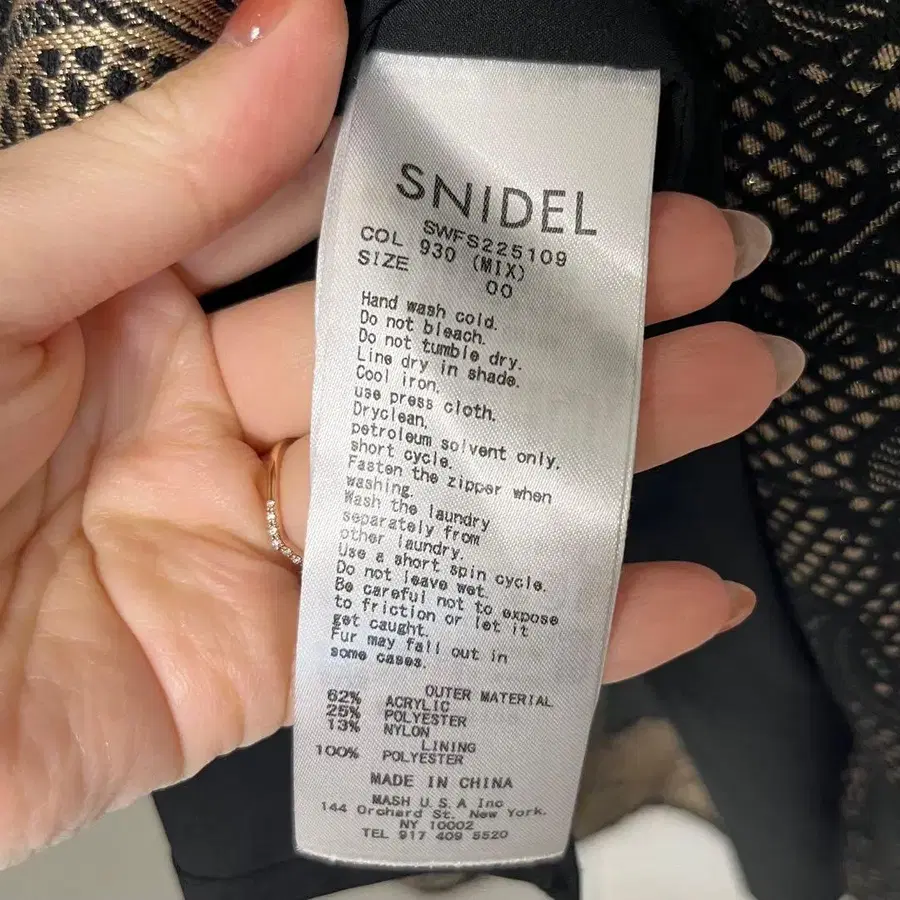 SNIDEL
SWFS225109
COL 930 (MIX)
SIZE 00
Hand wash cold.
Do not bleach.
Do not tumble dry.
Line dry in shade.
Cool iron,
use press cloth.
Dryclean,
petroleum solvent only.
short cycle.
Fasten the zipper when
washing.
Wash the laundry
separately from
other laundry.
Use a short spin cycle.
Do not leave wet.
Be careful not to expose
to friction or let it
get caught.
Fur may fall out in
some cases.
OUTER MATERIAL
62% ACRYLIC
25% POLYESTER
13% NYLON
LINING
100% POLYESTER
MADE IN CHINA
MASH U.S.A Inc
144 Orchard St. New York.
NY 10002
TEL 917 409 5520